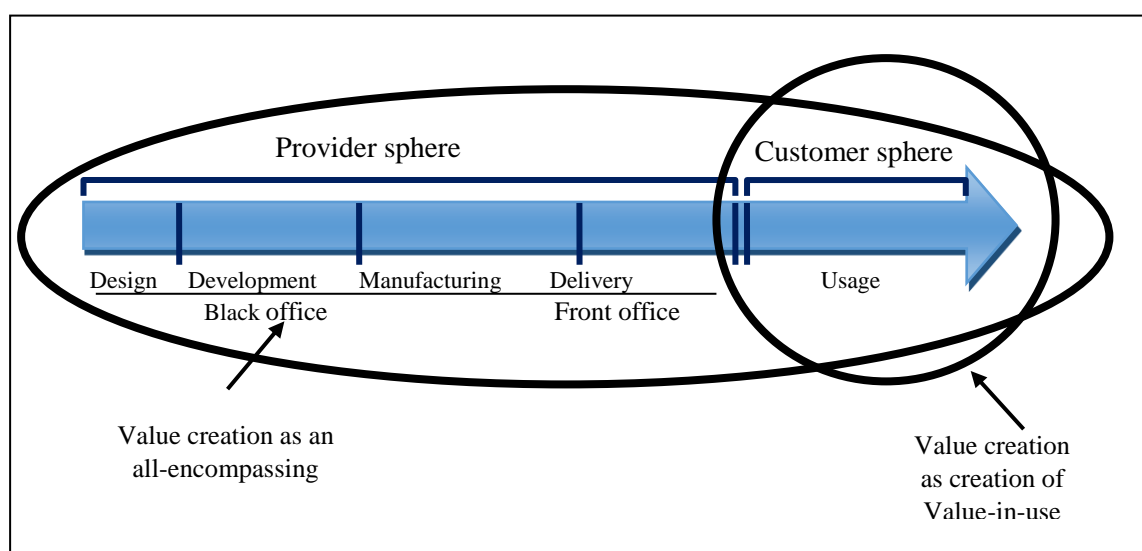 Provider sphere
Customer sphere
Design Development Manufacturing Delivery Usage
Black office Front office
Value creation as an
all-encompassing
Value creation
as creation of
Value-in-use